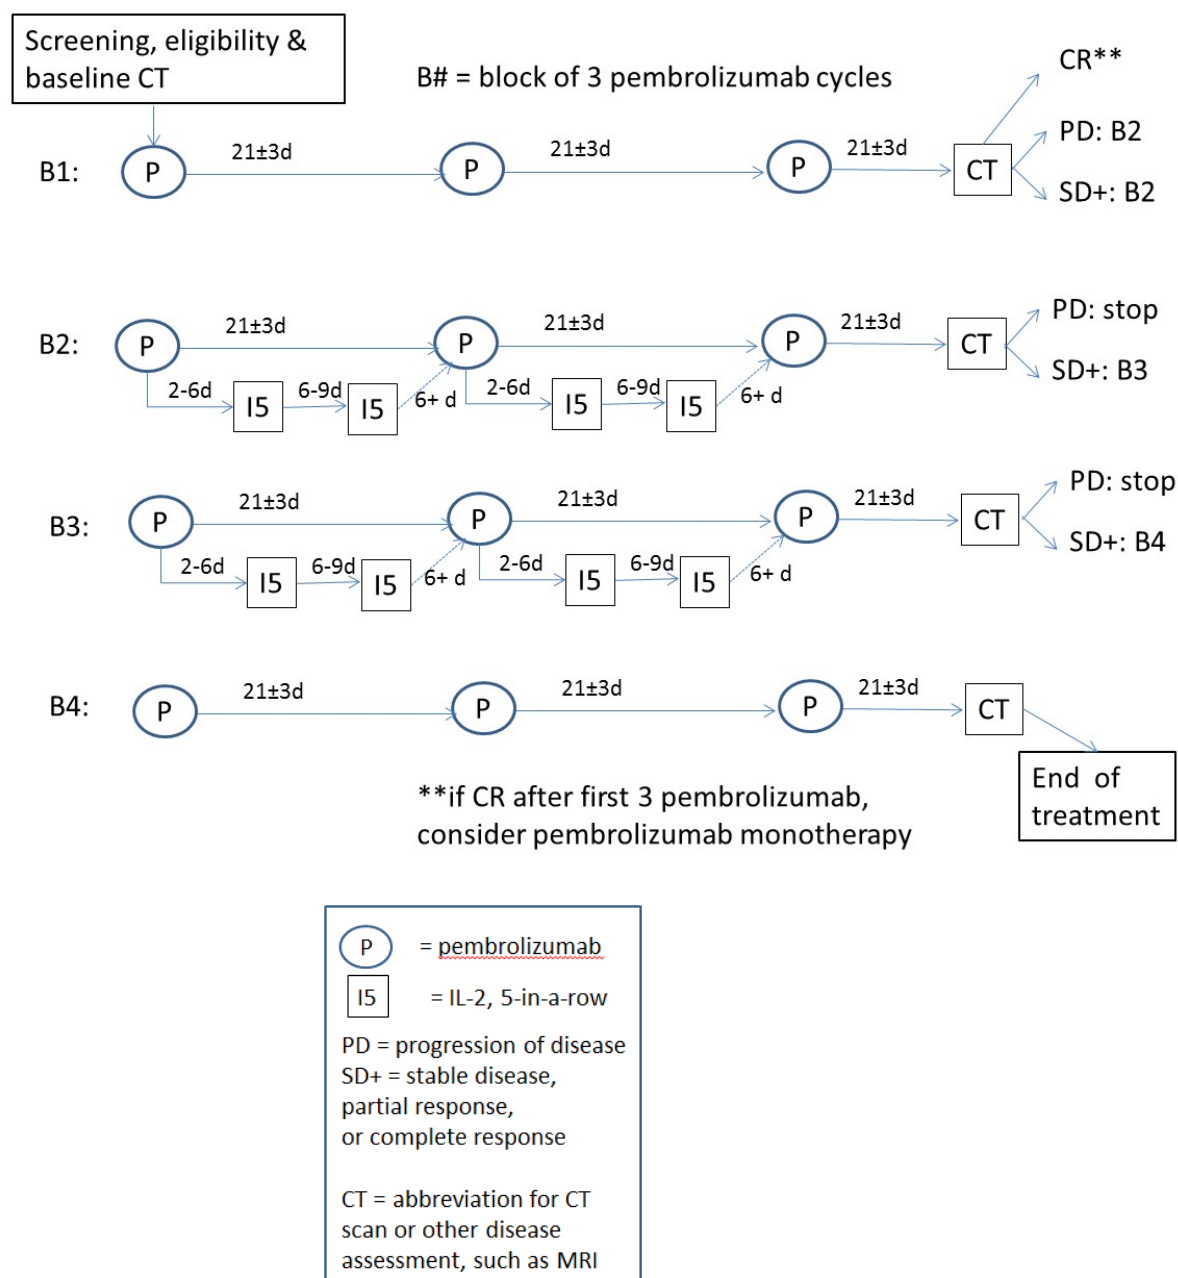 Screening, eligibility &
baseline CT
B# = block of 3 pembrolizumab cycles
CR**
B1:
P
21±3d
P
21±3d
P
21±3d
CT
PD: B2
SD+: B2
B2:
P
21±3d
P
21±3d
P
21±3d
CT
PD: stop
SD+: B3
2-6d
I5
6-9d
I5
6+ d
2-6d
I5
6-9d
I5
6+ d
B3:
P
21±3d
P
21±3d
P
21±3d
CT
PD: stop
SD+: B4
2-6d
I5
6-9d
I5
6+ d
2-6d
I5
6-9d
I5
6+ d
B4:
P
21±3d
P
21±3d
P
21±3d
CT
End of
treatment
**if CR after first 3 pembrolizumab,
consider pembrolizumab monotherapy
P = pembrolizumab
I5 = IL-2, 5-in-a-row
PD = progression of disease
SD+ = stable disease,
partial response,
or complete response
CT = abbreviation for CT
scan or other disease
assessment, such as MRI